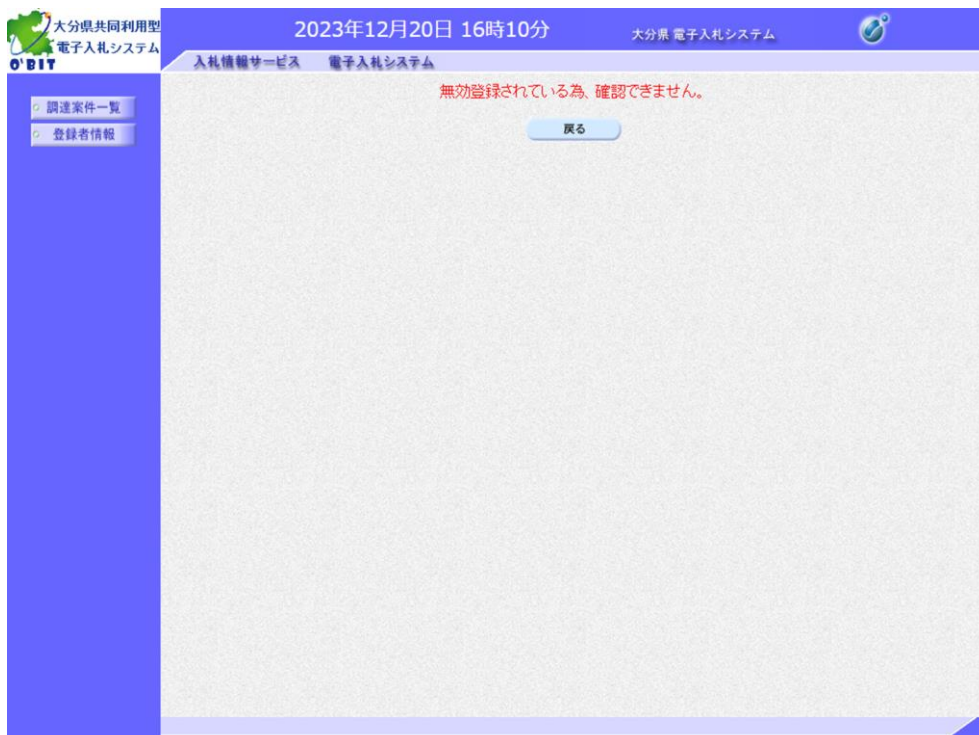 大分県共同利用型
電子入札システム
O'BIT
2023年12月20日 16時10分
大分県 電子入札システム
入札情報サービス 電子入札システム
調達案件一覧
登録者情報
無効登録されている為、確認できません。
戻る